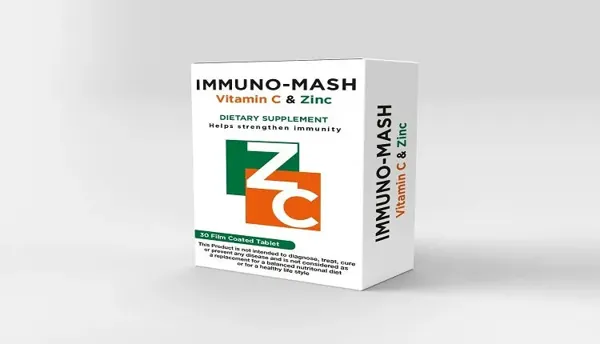 IMMUNO-MASH
Vitamin C & Zinc
DIETARY SUPPLEMENT
Helps strengthen immunity
Z
C
30 Film Coated Tablet
This Product is not intended to diagnose, treat, cure
or prevent any disease and is not considered as
a replacement for a balanced nutritional diet
or for a healthy life style
IMMUNO-MASH
Vitamin C & Zinc